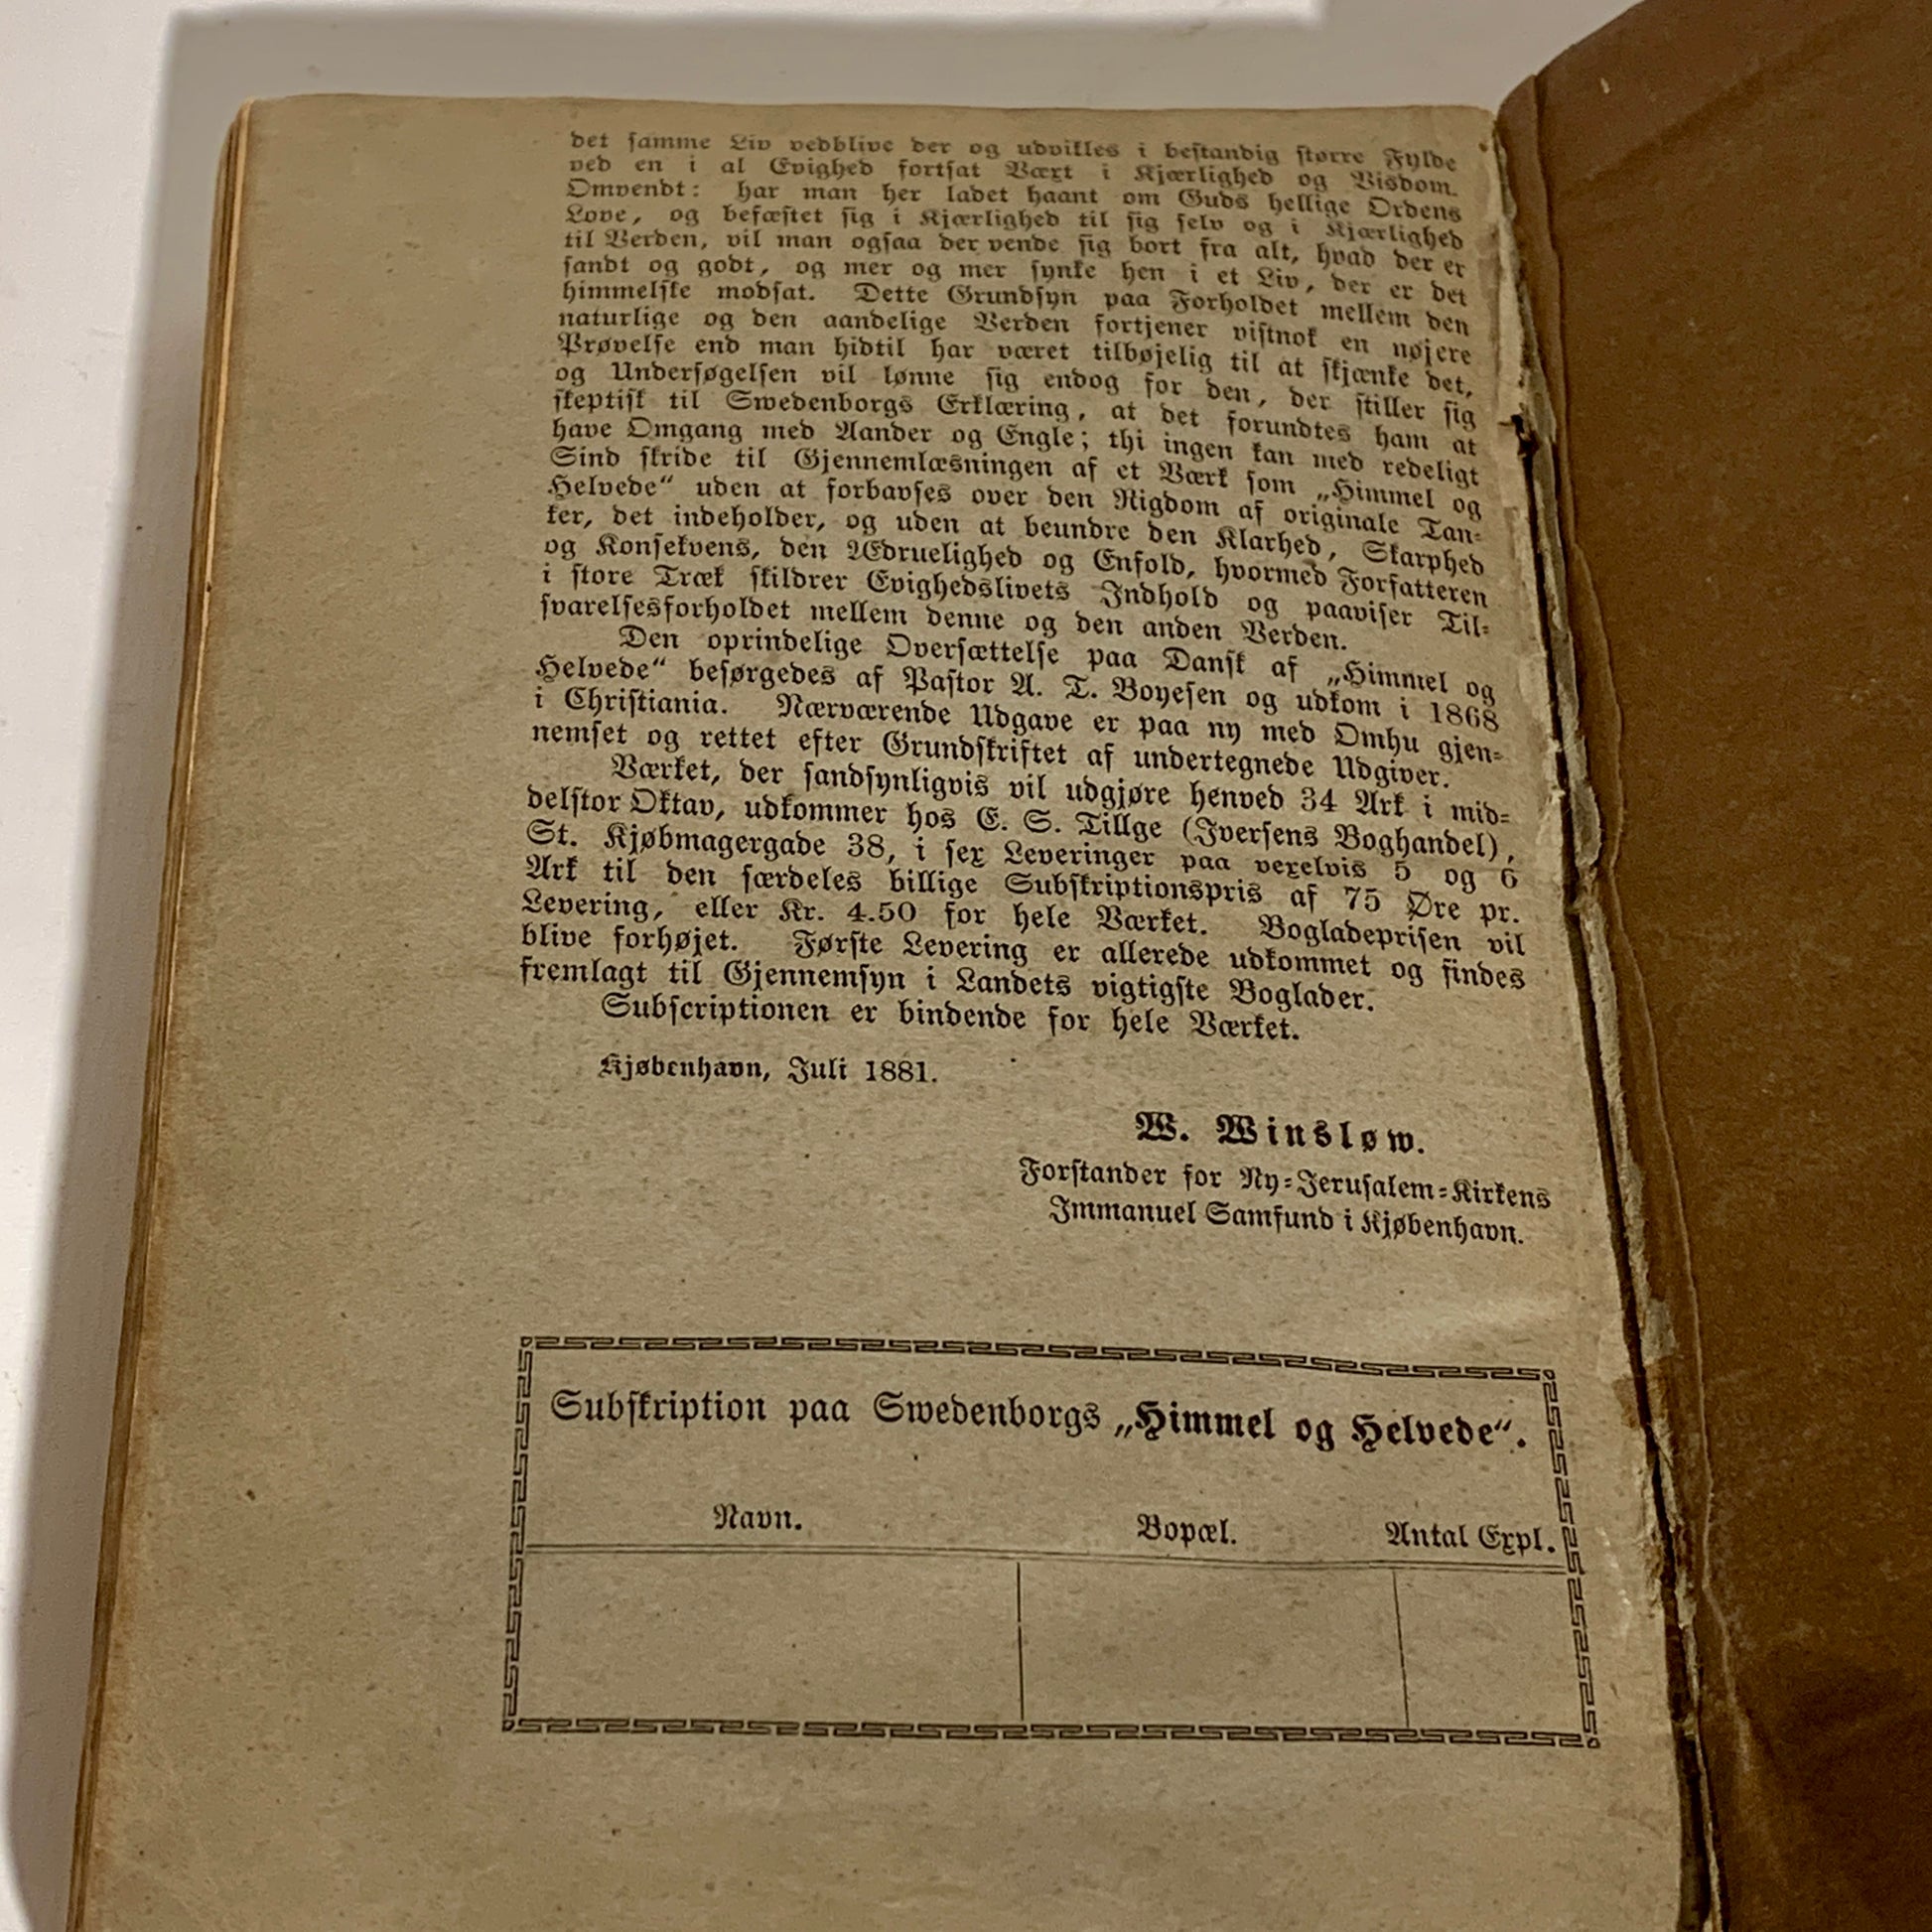 det samme Liv vedblive der og udvikles i bestandig større Fylde
ved en i al Evighed fortsat Væxt i Kjærlighed og Visdom.
Omvendt: har man her ladet haant om Guds hellige Ordens
Love, og befæstet sig i Kjærlighed til sig selv og i Kjærlighed
til Verden, vil man ogsaa der vende sig bort fra alt, hvad der er
sandt og godt, og mer og mer synke hen i et Liv, der er det
himmelske modsat. Dette Grundsyn paa Forholdet mellem den
naturlige og den aandelige Verden fortjener vistnok en nøjere
Prøvelse end man hidtil har været tilbøjelig til at skjænke det,
og Undersøgelsen vil lønne sig endog for den, der stiller sig
skeptisk til Swedenborgs Erklæring, at det forundtes ham at
have Omgang med Aander og Engle; thi ingen kan med redeligt
Sind skride til Gjennemlæsningen af et Værk som „Himmel og
Helvede“ uden at forbavses over den Rigdom af originale Tan-
ker, det indeholder, og uden at beundre den Klarhed, Skarphed
og Konsekvens, den Ædruelighed og Enfold, hvormed Forfatteren
i store Træk skildrer Evighedslivets Indhold og paaviser Til-
svarelsesforholdet mellem denne og den anden Verden.
Den oprindelige Oversættelse paa Dansk af „Himmel og
Helvede“ besørgedes af Pastor A. T. Boyesen og udkom i 1868
i Christiania. Nærværende Udgave er paa ny med Omhu gjen-
nemset og rettet efter Grundskriftet af undertegnede Udgiver.
Værket, der sandsynligvis vil udgjøre henved 34 Ark i mid-
delstor Oktav, udkommer hos E. S. Tillge (Iversens Boghandel),
St. Kjøbmagergade 38, i sex Leveringer paa vexelvis 5 og 6
Ark til den særdeles billige Subskriptionspris af 75 Øre pr.
Levering, eller Kr. 4.50 for hele Værket. Bogladeprisen vil
blive forhøjet. Første Levering er allerede udkommet og findes
fremlagt til Gjennemsyn i Landets vigtigste Boglader.
Subscriptionen er bindende for hele Værket.
Kjøbenhavn, Juli 1881.
W. Winsløw.
Forstander for Ny-Jerusalem-Kirkens
Immanuel Samfund i Kjøbenhavn.
Subskription paa Swedenborgs „Himmel og Helvede“.
Navn. Bopæl. Antal Expl.